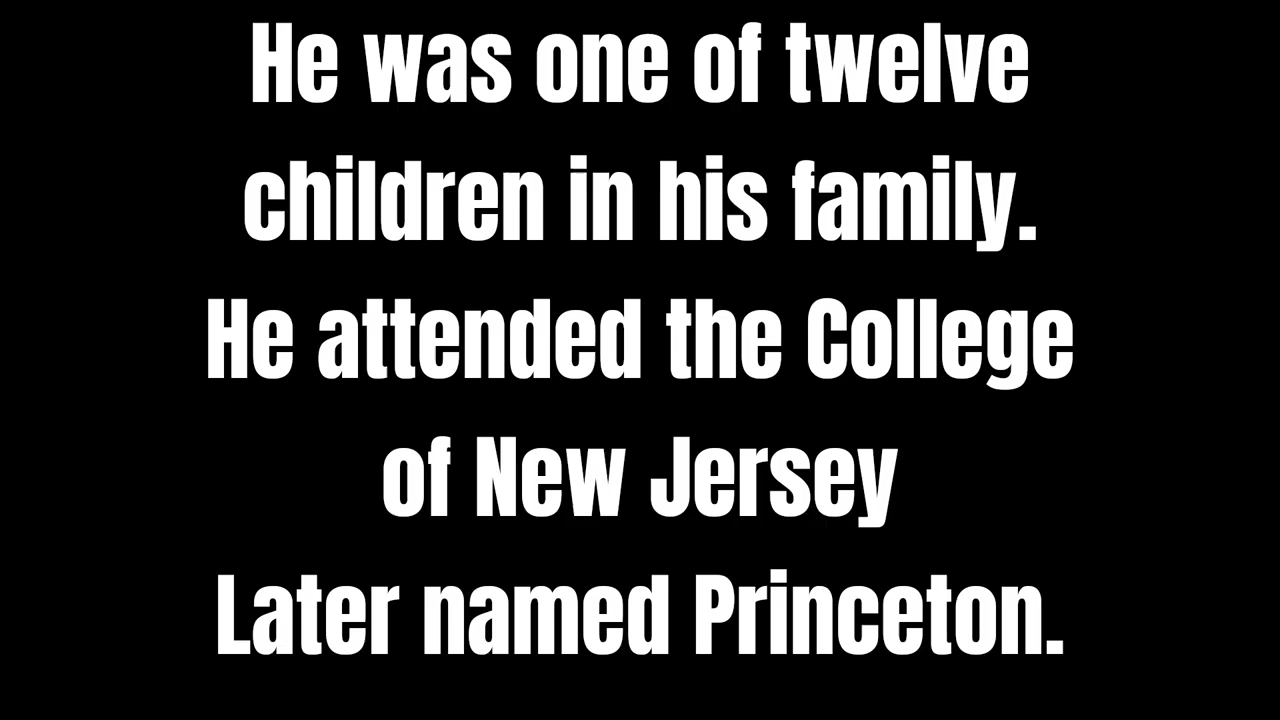 He was one of twelve
children in his family.
He attended the College
of New Jersey
Later named Princeton.